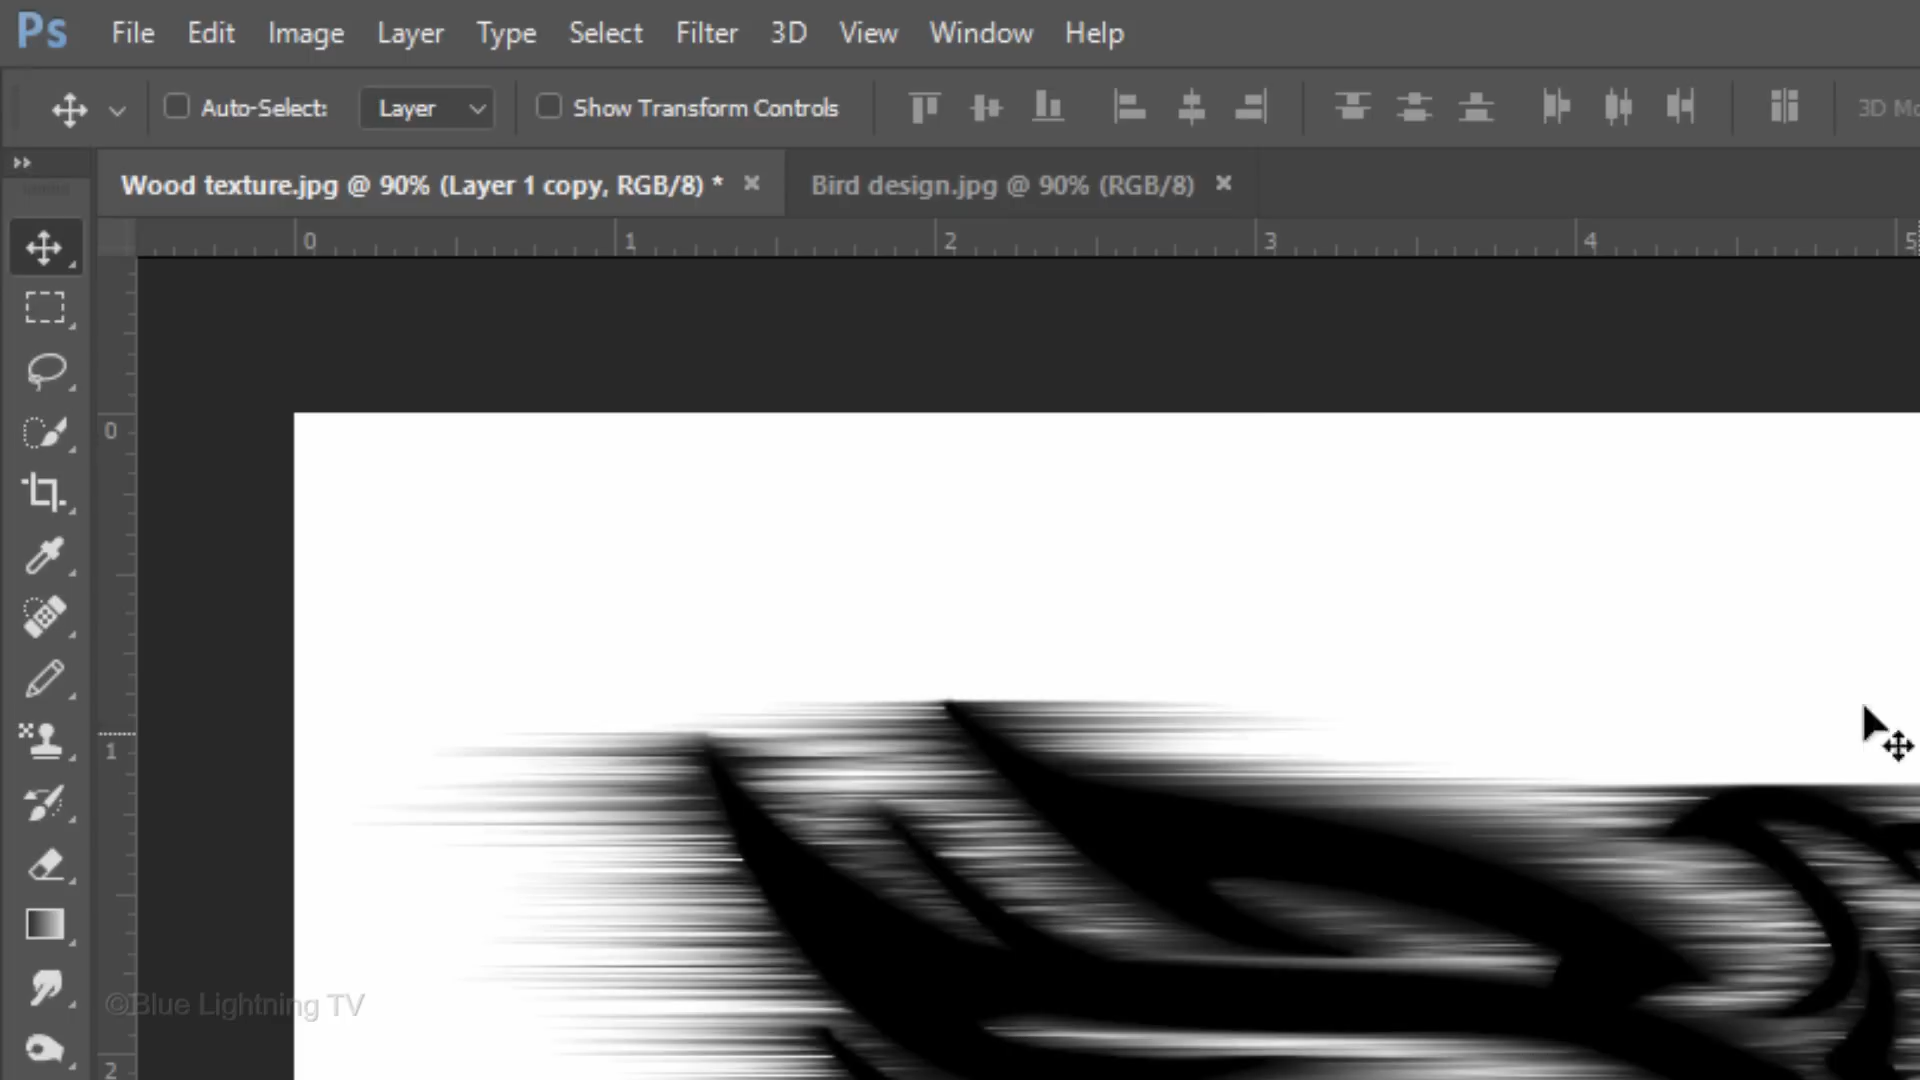 Ps File Edit Image Layer Type Select Filter 3D View Window Help
Auto-Select: Layer Show Transform Controls 3D
Wood texture.jpg @ 90% (Layer 1 copy, RGB/8) * × Bird design.jpg @ 90% (RGB/8) ×
0 1 2 3 4 5
0
1
©Blue Lightning TV
2